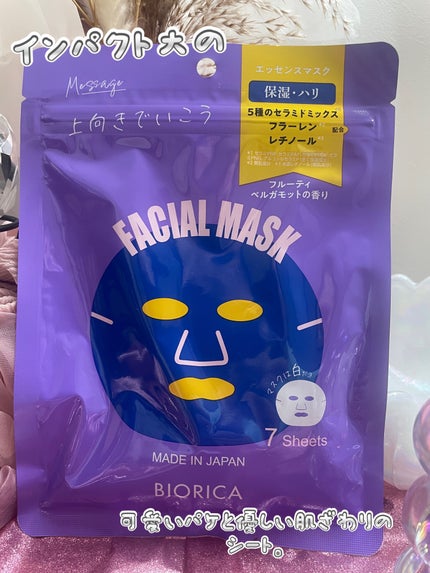 インパクト大の
エッセンスマスク
保湿・ハリ
5種のセラミドミックス
フラーレン 配合
レチノール
フルーティ
ベルガモットの香り
Message
上向きでいこう
FACIAL MASK
マスクは白
7 Sheets
MADE IN JAPAN
BIORICA
可愛いパケと優しい肌ざわりの
シート。